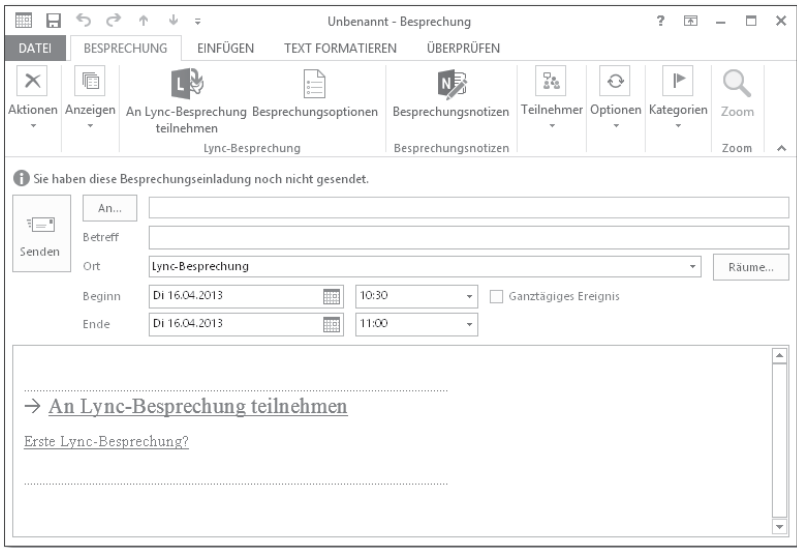 Unbenannt - Besprechung
?
DATEI BESPRECHUNG EINFÜGEN TEXT FORMATIEREN ÜBERPRÜFEN
Aktionen Anzeigen An Lync-Besprechung Besprechungsoptionen Besprechungsnotizen Teilnehmer Optionen Kategorien Zoom
teilnehmen
Lync-Besprechung Besprechungsnotizen Zoom
Sie haben diese Besprechungseinladung noch nicht gesendet.
An...
Senden
Betreff
Ort Lync-Besprechung Räume...
Beginn Di 16.04.2013 10:30 Ganztägiges Ereignis
Ende Di 16.04.2013 11:00
→ An Lync-Besprechung teilnehmen
Erste Lync-Besprechung?